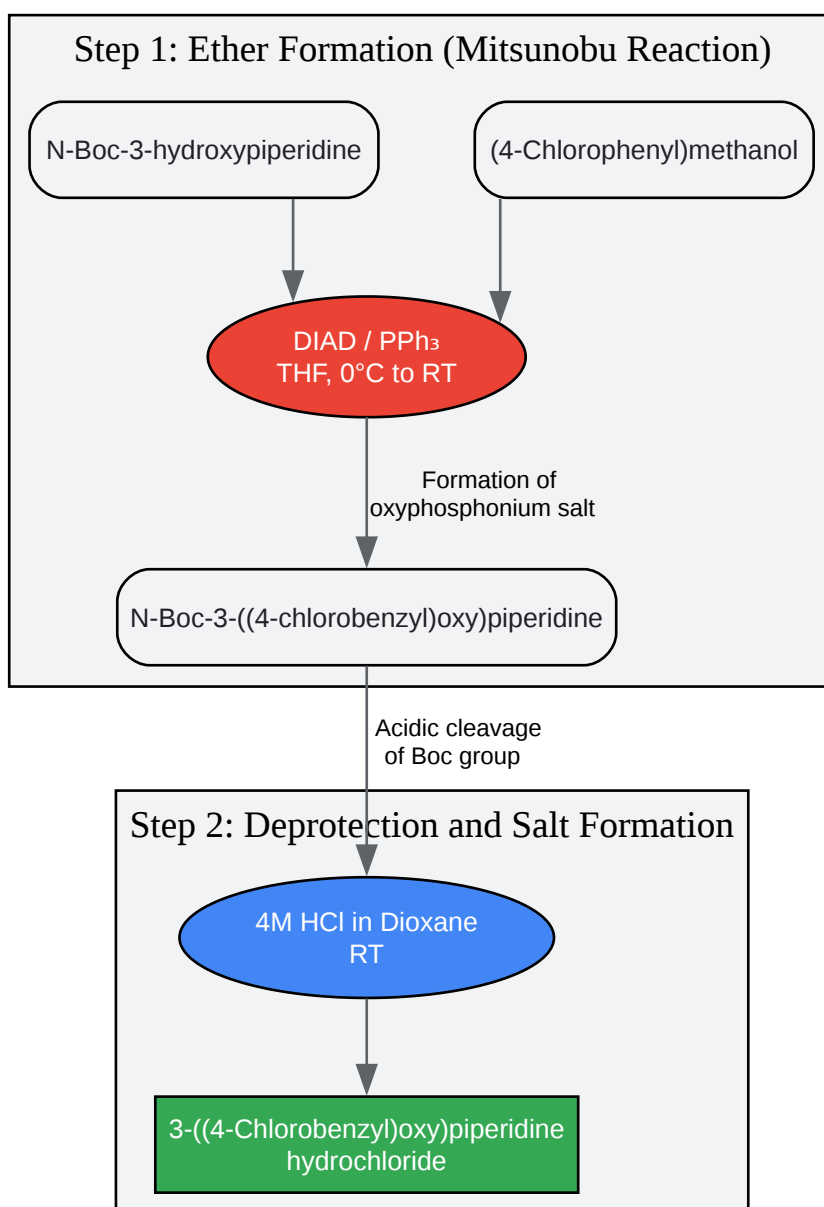 Step 1: Ether Formation (Mitsunobu Reaction)
N-Boc-3-hydroxypiperidine
(4-Chlorophenyl)methanol
DIAD / PPh₃
THF, 0°C to RT
Formation of
oxyphosphonium salt
N-Boc-3-((4-chlorobenzyl)oxy)piperidine
Acidic cleavage
of Boc group
Step 2: Deprotection and Salt Formation
4M HCl in Dioxane
RT
3-((4-Chlorobenzyl)oxy)piperidine
hydrochloride